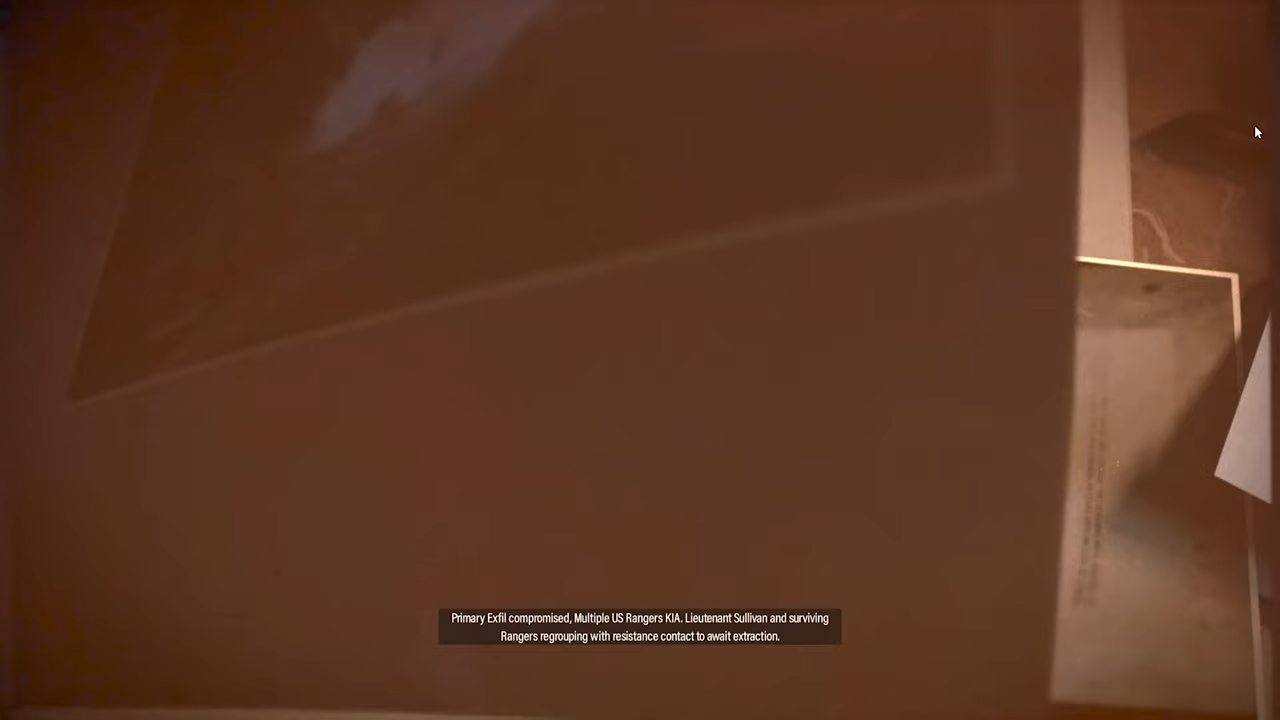 Primary Exfil compromised, Multiple US Rangers KIA. Lieutenant Sullivan and surviving
Rangers regrouping with resistance contact to await extraction.